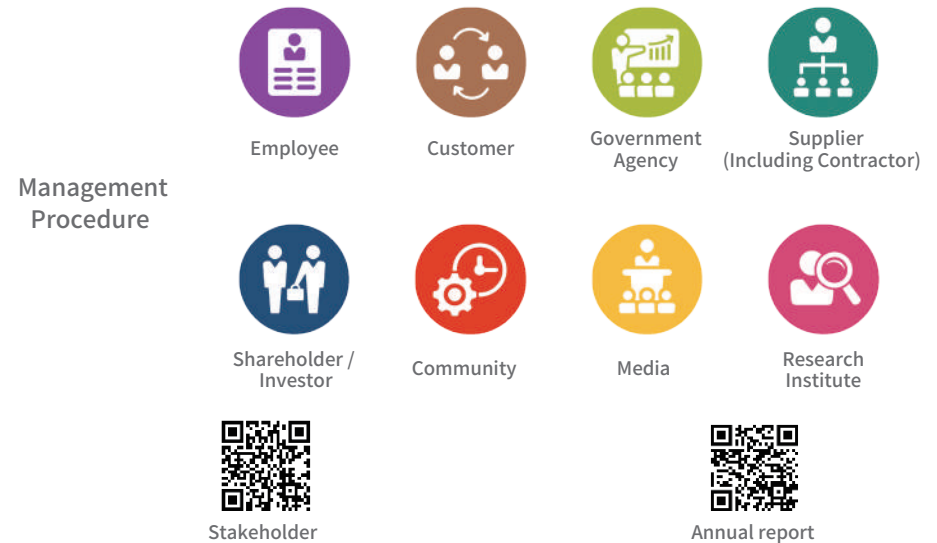 Employee
Customer
Government
Agency
Supplier
(Including Contractor)
Management
Procedure
Shareholder /
Investor
Community
Media
Research
Institute
Stakeholder
Annual report